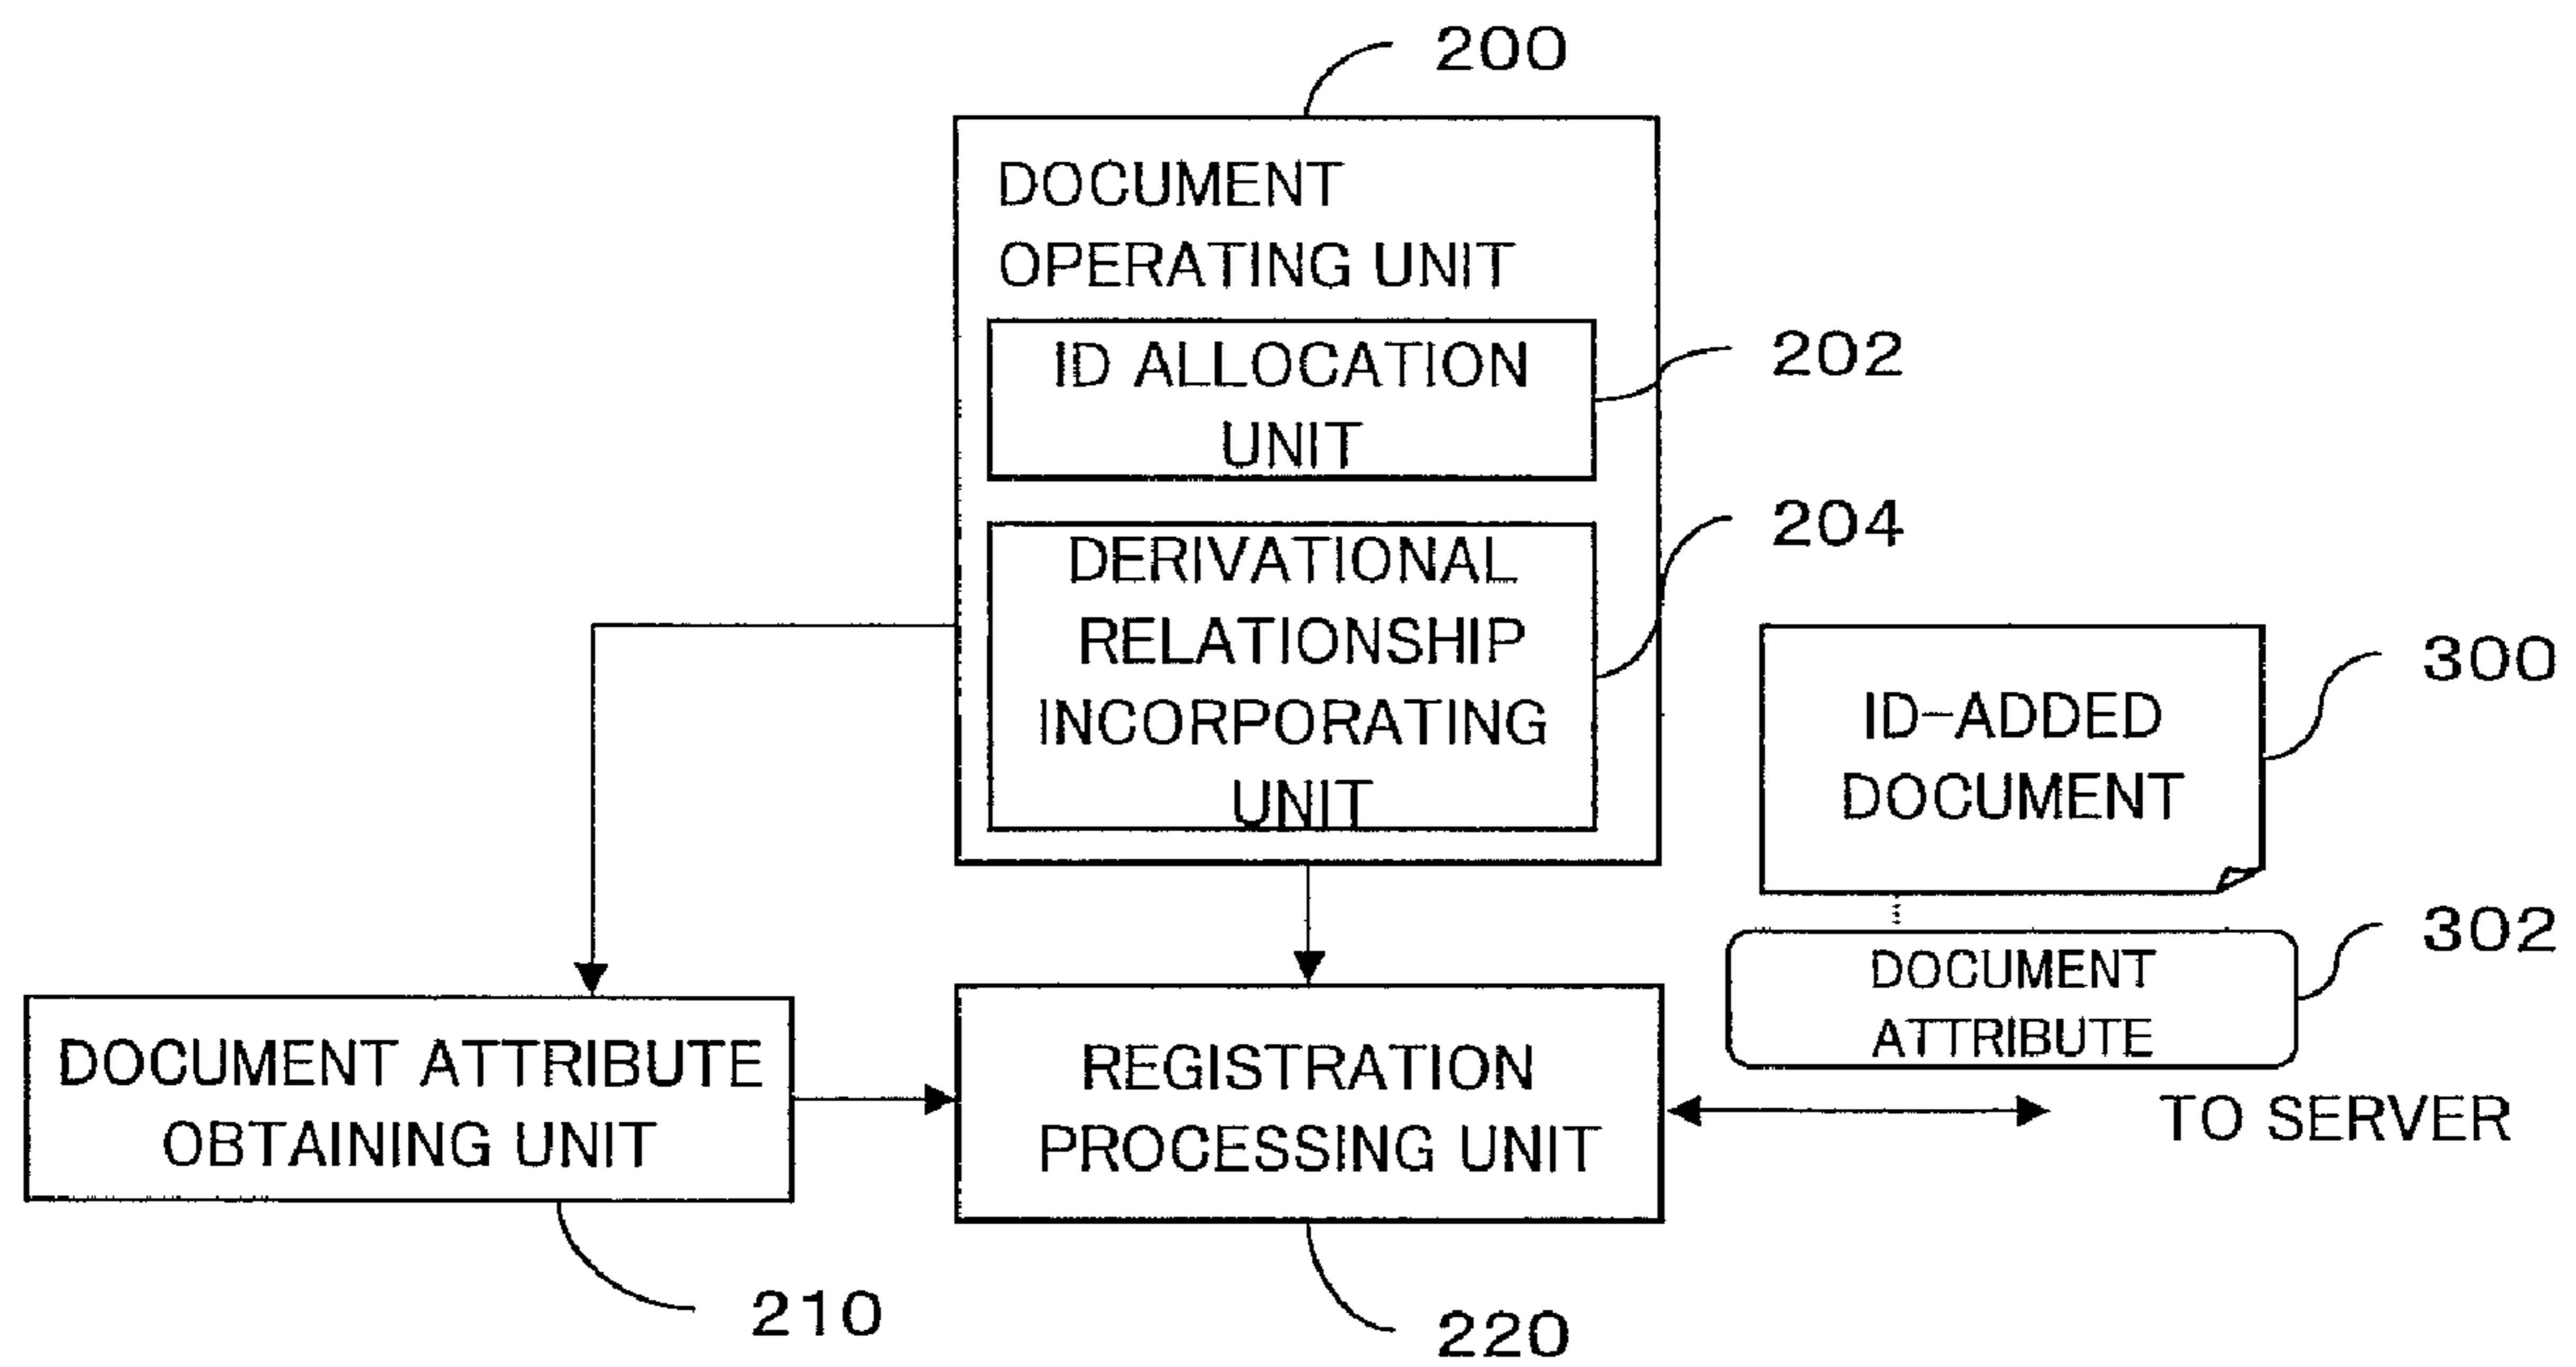 200
DOCUMENT
OPERATING UNIT
ID ALLOCATION
UNIT
202
DERIVATIONAL
RELATIONSHIP
INCORPORATING
UNIT
204
ID-ADDED
DOCUMENT
300
DOCUMENT
ATTRIBUTE
302
DOCUMENT ATTRIBUTE
OBTAINING UNIT
210
REGISTRATION
PROCESSING UNIT
220
TO SERVER